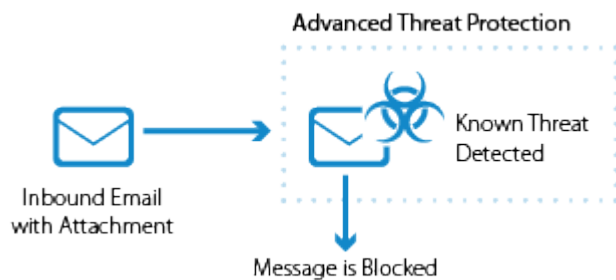 Advanced Threat Protection
Known Threat
Detected
Inbound Email
with Attachment
Message is Blocked